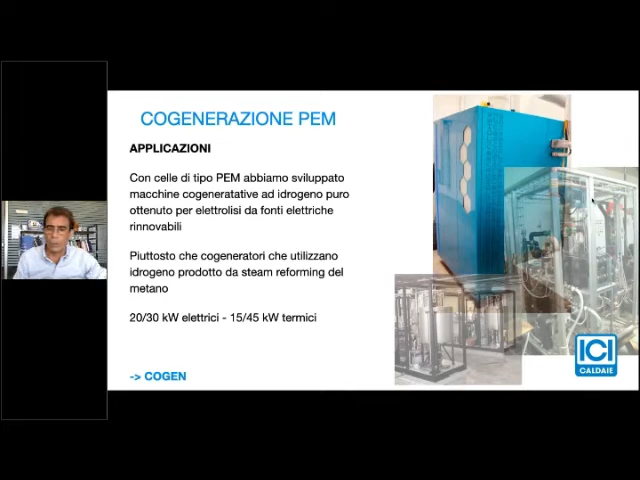 COGENERAZIONE PEM
APPLICAZIONI
Con celle di tipo PEM abbiamo sviluppato
macchine cogeneratative ad idrogeno puro
ottenuto per elettrolisi da fonti elettriche
rinnovabili
Piuttosto che cogeneratori che utilizzano
idrogeno prodotto da steam reforming del
metano
20/30 kW elettrici - 15/45 kW termici
-> COGEN
ICI
CALDAIE